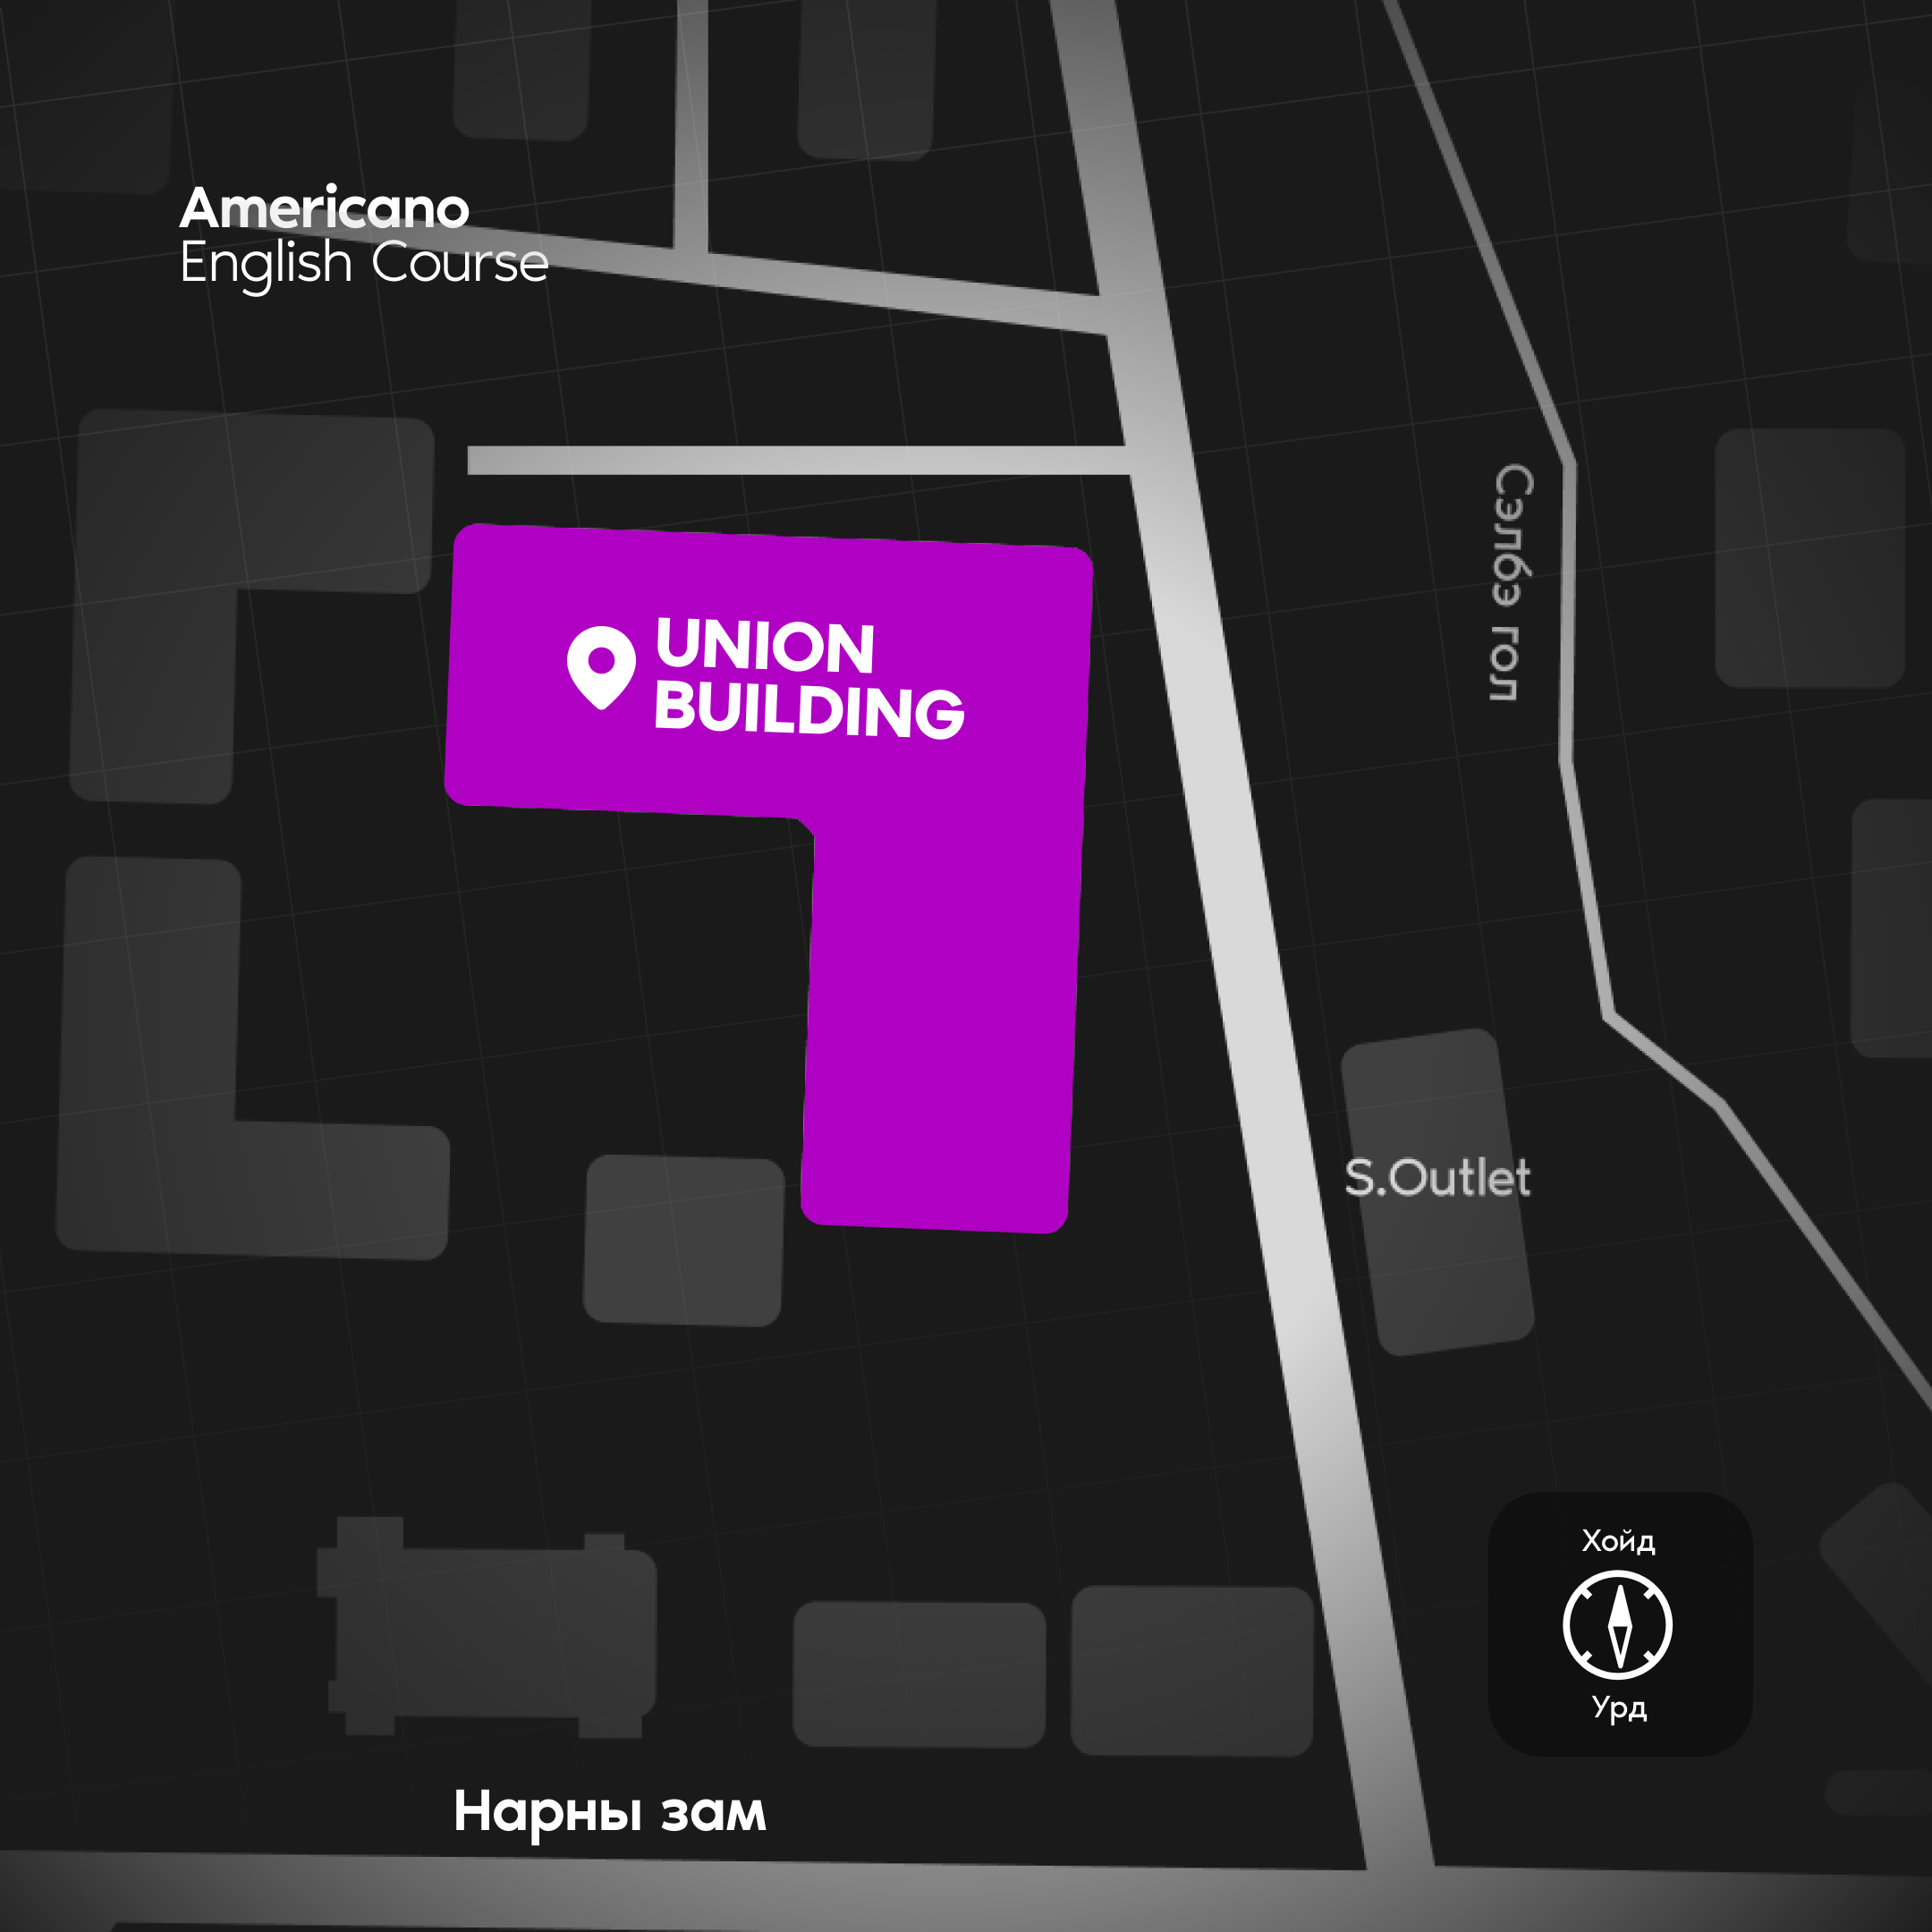 Americano
English Course
UNION
BUILDING
Сэлбэ гол
S.Outlet
Хойд
Урд
Нарны зам